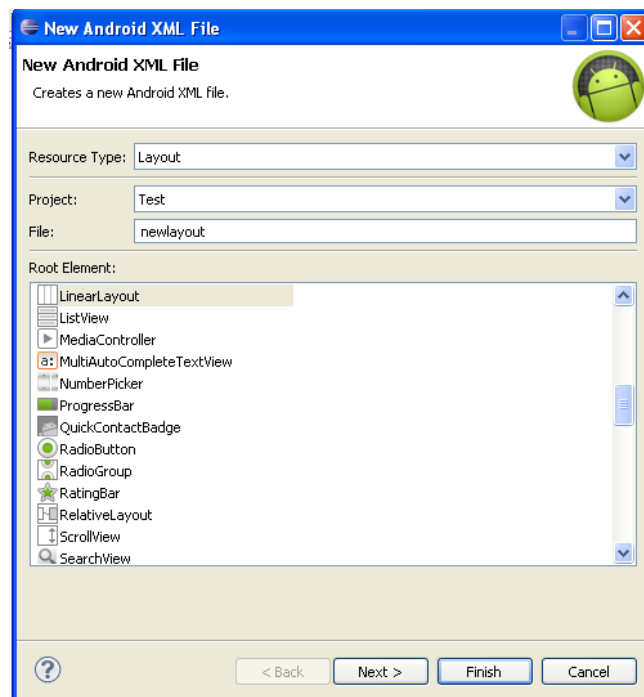 New Android XML File
New Android XML File
Creates a new Android XML file.
Resource Type: Layout
Project: Test
File: newlayout
Root Element:
LinearLayout
ListView
MediaController
a: MultiAutoCompleteTextView
NumberPicker
ProgressBar
QuickContactBadge
RadioButton
RadioGroup
RatingBar
RelativeLayout
ScrollView
SearchView
? < Back Next > Finish Cancel